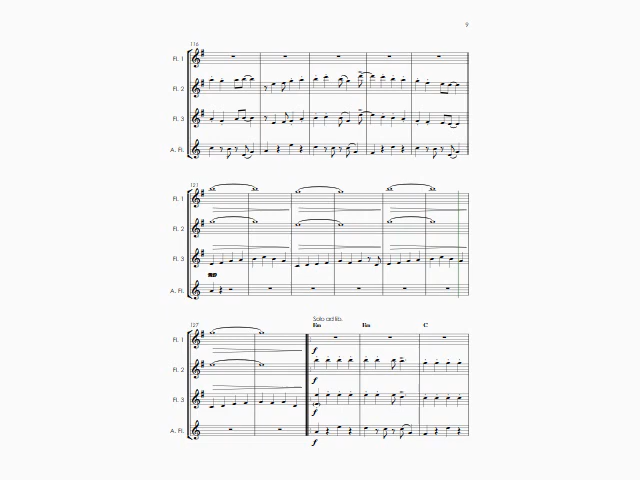 9
116
Fl. 1
Fl. 2
Fl. 3
A. Fl.
121
Fl. 1
Fl. 2
Fl. 3
A. Fl.
127
Solo ad lib.
Em Em C
Fl. 1
f
Fl. 2
f
Fl. 3
f
A. Fl.
f